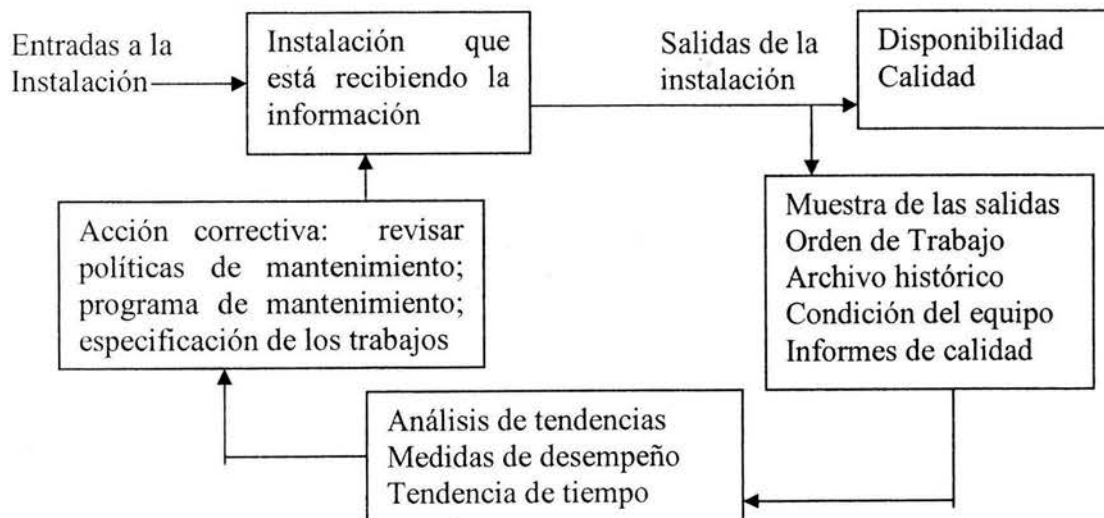 Entradas a la
Instalación
Instalación que
está recibiendo la
información
Salidas de la
instalación
Disponibilidad
Calidad
Muestra de las salidas
Orden de Trabajo
Archivo histórico
Condición del equipo
Informes de calidad
Acción correctiva: revisar
políticas de mantenimiento;
programa de mantenimiento;
especificación de los trabajos
Análisis de tendencias
Medidas de desempeño
Tendencia de tiempo